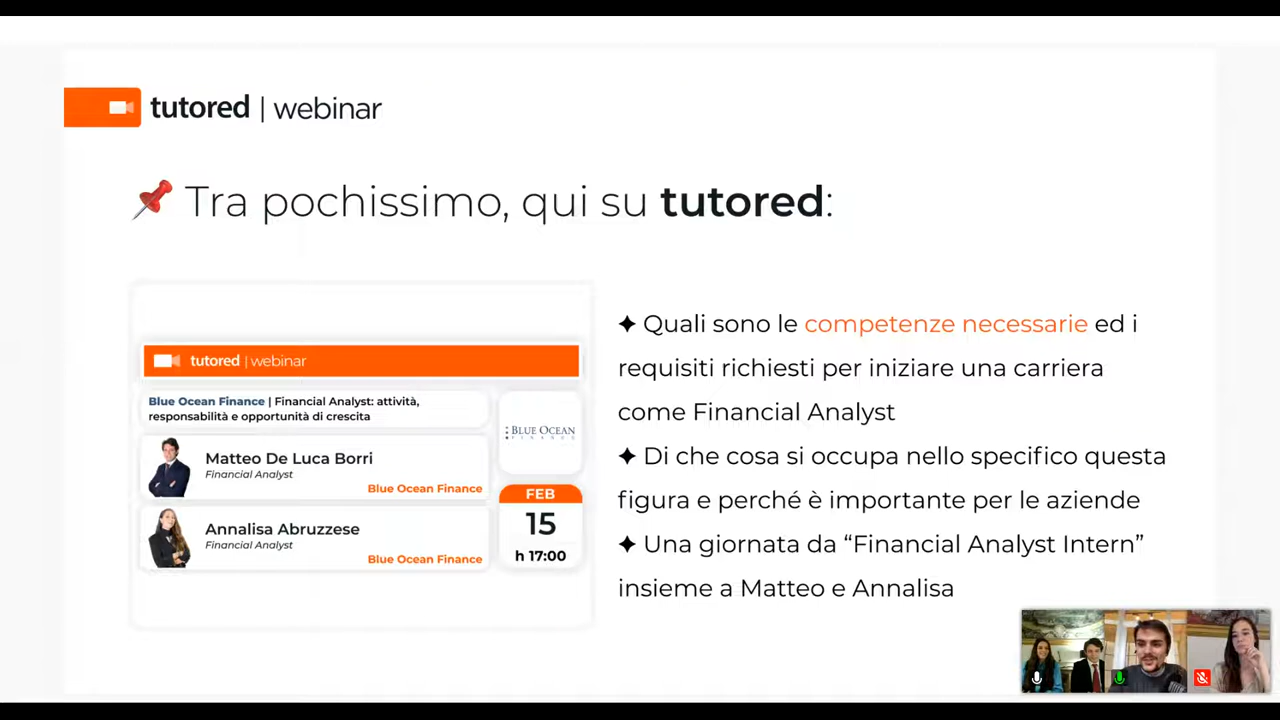 tutored | webinar
Tra pochissimo, qui su tutored:
tutored | webinar
Blue Ocean Finance | Financial Analyst: attività,
responsabilità e opportunità di crescita
Matteo De Luca Borri
Financial Analyst
Blue Ocean Finance
Annalisa Abruzzese
Financial Analyst
Blue Ocean Finance
BLUE OCEAN
FINANCE
FEB
15
h 17:00
✦ Quali sono le competenze necessarie ed i
requisiti richiesti per iniziare una carriera
come Financial Analyst
✦ Di che cosa si occupa nello specifico questa
figura e perché è importante per le aziende
✦ Una giornata da “Financial Analyst Intern”
insieme a Matteo e Annalisa